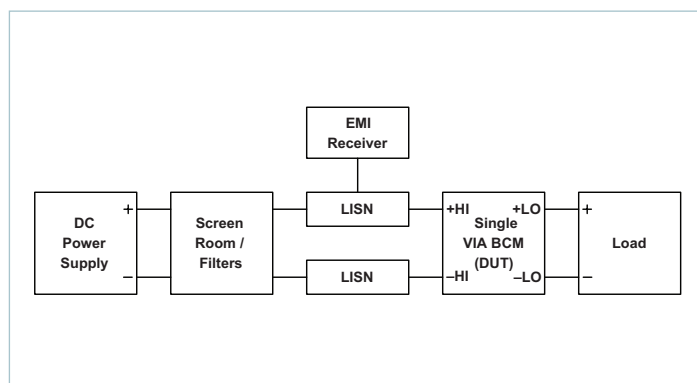 EMI
Receiver
DC
Power
Supply
+
−
Screen
Room /
Filters
LISN
LISN
+HI
+LO
Single
VIA BCM
(DUT)
−HI
−LO
+
−
Load